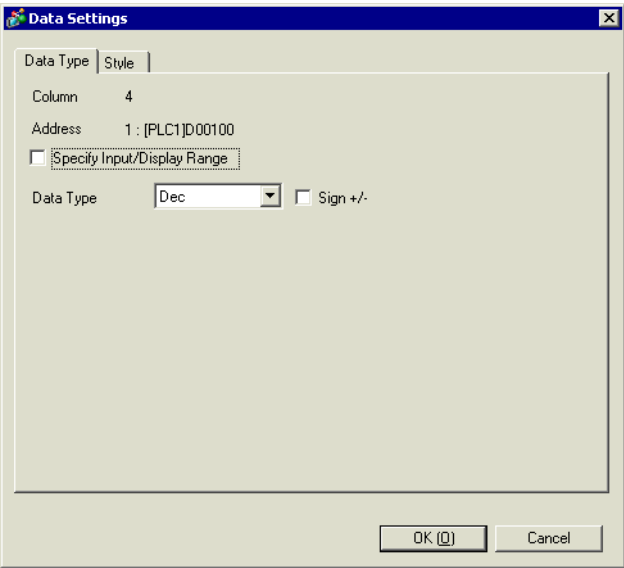 Data Settings
Data Type Style
Column 4
Address 1 : [PLC1]D00100
Specify Input/Display Range
Data Type Dec Sign +/-
OK (O) Cancel